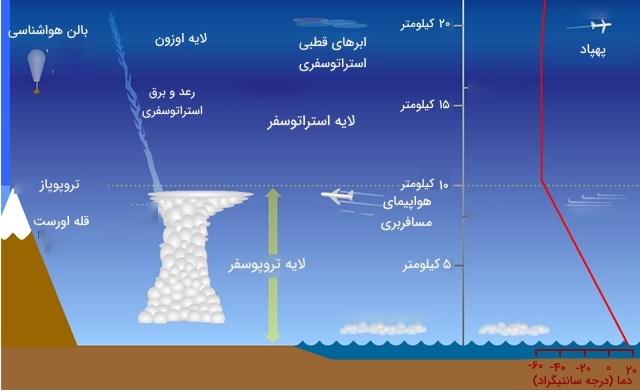 بالن هواشناسی
لایه اوزون
ابرهای قطبی
استراتوسفری
۲۰ کیلومتر
پهپاد
رعد و برق
استراتوسفری
لایه استراتوسفر
۱۵ کیلومتر
تروپوپاز
۱۰ کیلومتر
قله اورست
هواپیمای
مسافربری
لایه تروپوسفر
۵ کیلومتر
-۶۰ -۴۰ -۲۰ ۰ ۲۰
دما (درجه سانتیگراد)